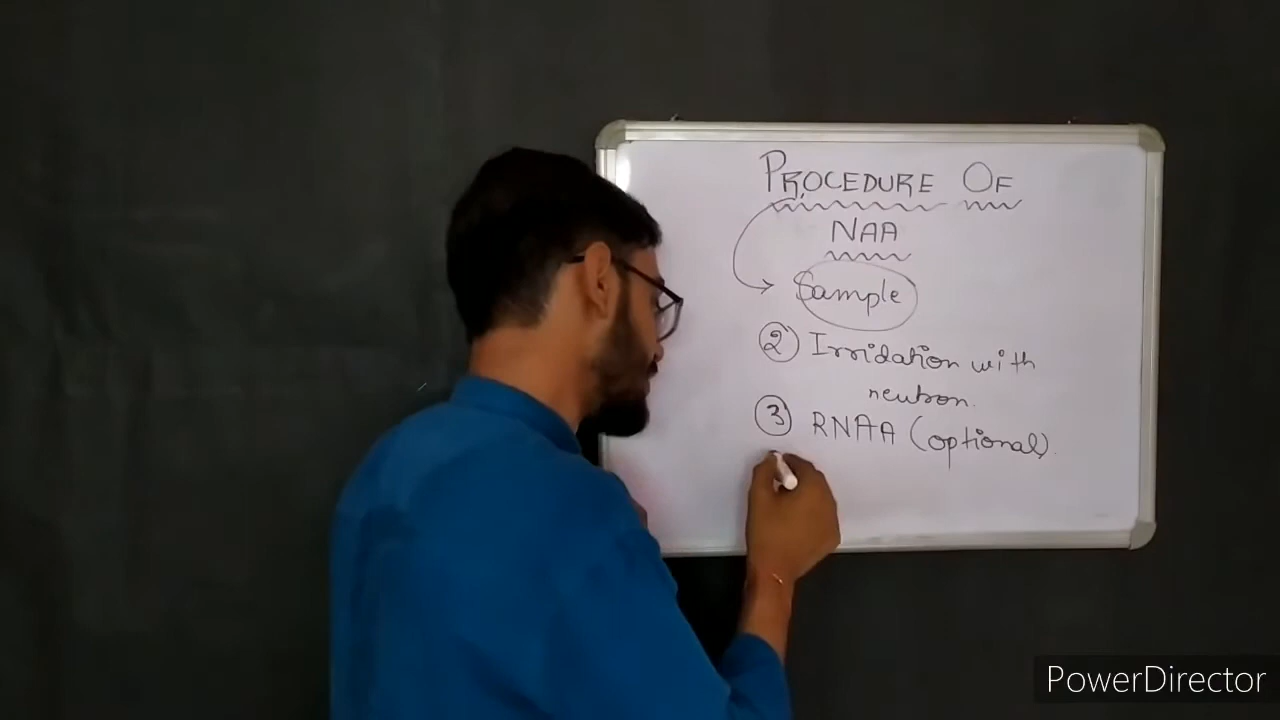 PROCEDURE OF
NAA
Sample
2 Irridation with
neutron.
3 RNAA (optional)
PowerDirector